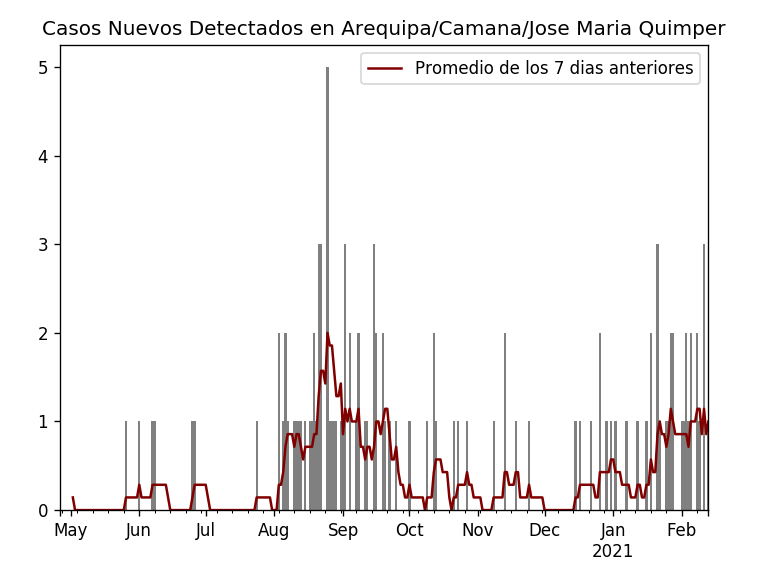 Casos Nuevos Detectados en Arequipa/Camana/Jose Maria Quimper
Promedio de los 7 dias anteriores
5
4
3
2
1
0
May Jun Jul Aug Sep Oct Nov Dec Jan Feb
2021